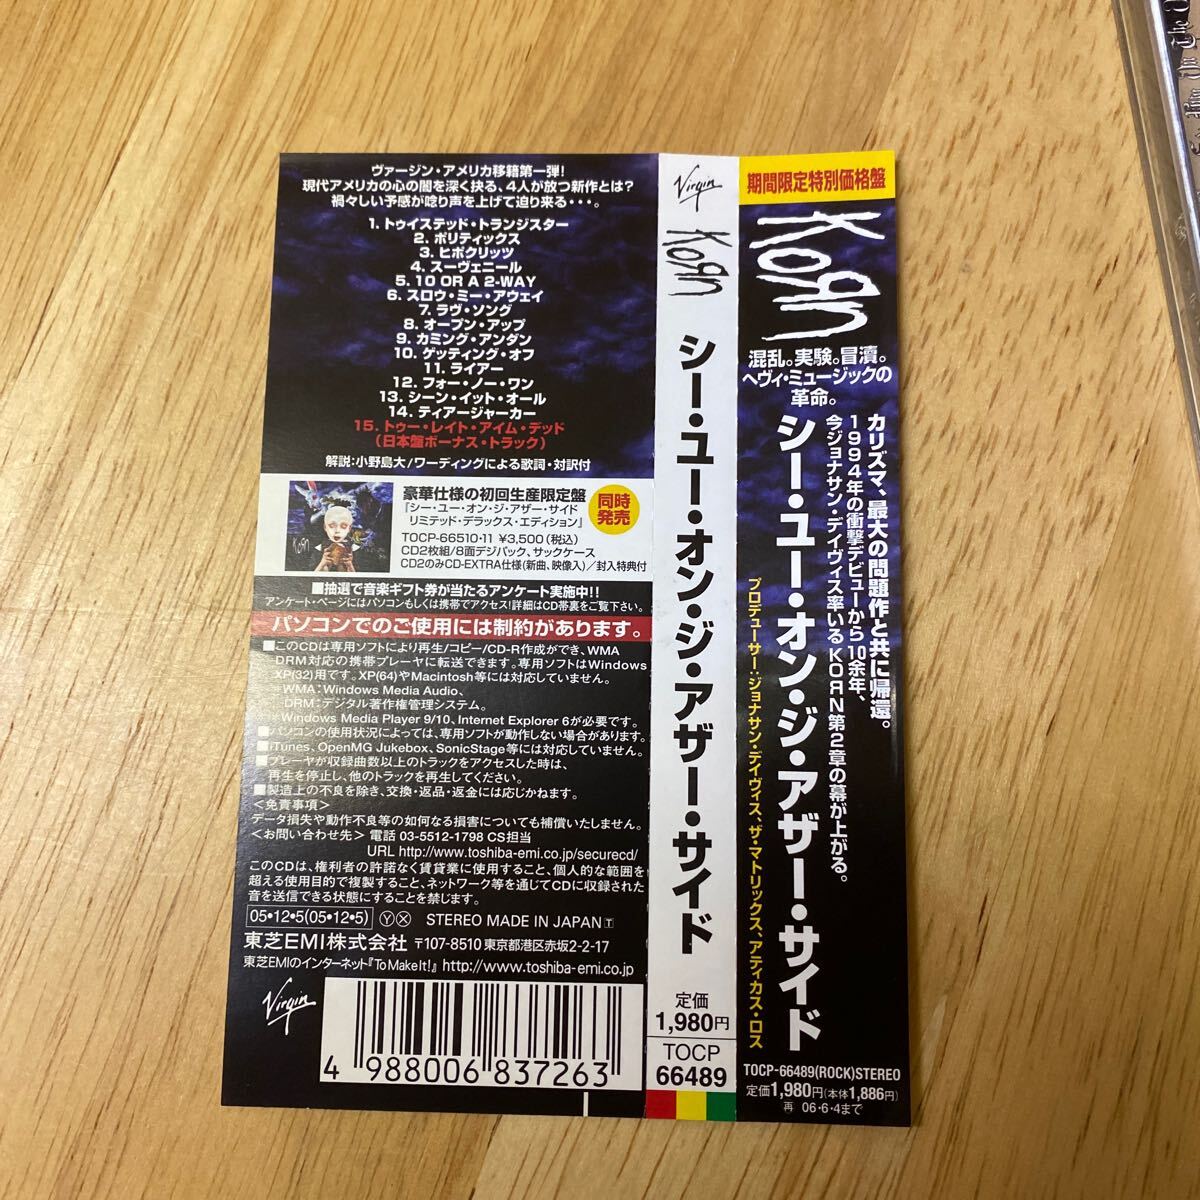 ヴァージン・アメリカ移籍第一弾!
現代アメリカの心の闇を深く抉る、4人が放つ新作とは?
禍々しい予感が唸り声を上げて迫り来る・・・。
1. トゥイステッド・トランジスター
2. ポリティックス
3. ヒポクリッツ
4. スーヴェニール
5. 10 OR A 2-WAY
6. スロウ・ミー・アウェイ
7. ラヴ・ソング
8. オープン・アップ
9. カミング・アンダン
10. ゲッティング・オフ
11. ライアー
12. フォー・ノー・ワン
13. シーン・イット・オール
14. ティアージャーカー
15. トゥー・レイト・アイム・デッド
(日本盤ボーナス・トラック)
解説:小野島大/ワーディングによる歌詞・対訳付
豪華仕様の初回生産限定盤
『シー・ユー・オン・ジ・アザー・サイド
リミテッド・デラックス・エディション』
TOCP-66510・11 ¥3,500(税込)
CD2枚組/8面デジパック、サックケース
CD2のみCD-EXTRA仕様(新曲、映像入)/封入特典付
同時
発売
KoЯn
■抽選で音楽ギフト券が当たるアンケート実施中!!
アンケート・ページにはパソコンもしくは携帯でアクセス!詳細はCD帯裏をご覧下さい。
パソコンでのご使用には制約があります。
■このCDは専用ソフトにより再生/コピー/CD-R作成ができ、WMA
DRM対応の携帯プレーヤに転送できます。専用ソフトはWindows
XP(32)用です。XP(64)やMacintosh等には対応していません。
*WMA:Windows Media Audio、
DRM:デジタル著作権管理システム。
*Windows Media Player 9/10、Internet Explorer 6が必要です。
■パソコンの使用状況によっては、専用ソフトが動作しない場合があります。
■iTunes、OpenMG Jukebox、SonicStage等には対応していません。
■プレーヤが収録曲数以上のトラックをアクセスした時は、
再生を停止し、他のトラックを再生してください。
■製造上の不良を除き、交換・返品・返金には応じかねます。
<免責事項>
データ損失や動作不良等の如何なる損害についても補償いたしません。
<お問い合わせ先> 電話 03-5512-1798 CS担当
URL http://www.toshiba-emi.co.jp/securecd/
このCDは、権利者の許諾なく賃貸業に使用すること、個人的な範囲を
超える使用目的で複製すること、ネットワーク等を通じてCDに収録された
音を送信できる状態にすることを禁じます。
05・12・5(05・12・5) Ⓨ Ⓧ STEREO MADE IN JAPAN T
東芝EMI株式会社 〒107-8510 東京都港区赤坂2-2-17
東芝EMIのインターネット『To Make It!』 http://www.toshiba-emi.co.jp
Virgin
4 988006 837263
Virgin
KoЯn
シー・ユー・オン・ジ・アザー・サイド
定価
1,980円
TOCP
66489
期間限定特別価格盤
KoЯn
混乱。実験。冒瀆。
ヘヴィ・ミュージックの
革命。
カリズマ、最大の問題作と共に帰還。
1994年の衝撃デビューから10余年、
今ジョナサン・デイヴィス率いるKOЯN第2章の幕が上がる。
シー・ユー・オン・ジ・アザー・サイド
プロデューサー:ジョナサン・デイヴィス、ザ・マトリックス、アティカス・ロス
TOCP-66489(ROCK)STEREO
定価1,980円(本体1,886円)
再 06・6・4まで